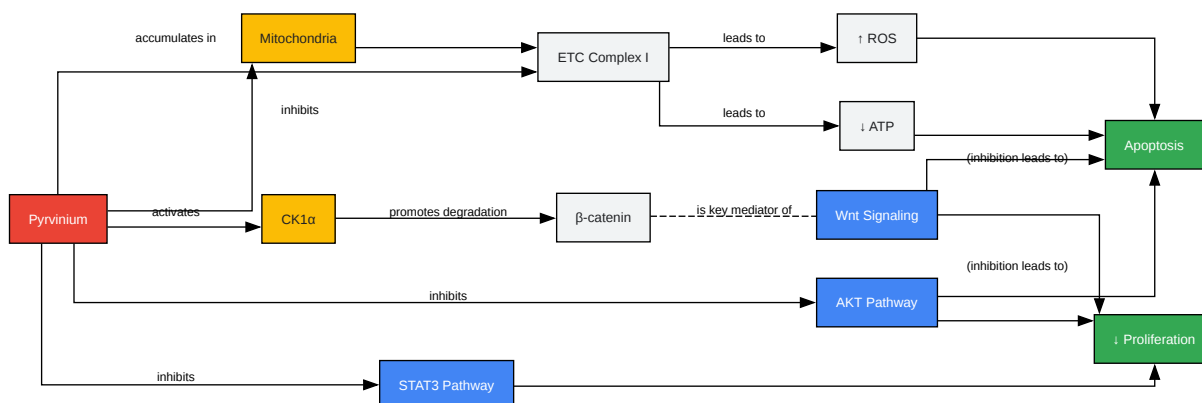 accumulates in
Mitochondria
ETC Complex I
leads to
↑ ROS
inhibits
leads to
↓ ATP
Apoptosis
(inhibition leads to)
Pyrvinium
activates
CK1α
promotes degradation
β-catenin
is key mediator of
Wnt Signaling
(inhibition leads to)
inhibits
AKT Pathway
↓ Proliferation
inhibits
STAT3 Pathway